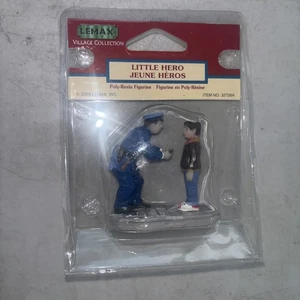 LEMAX
VILLAGE COLLECTION
LITTLE HERO
JEUNE HÉROS
Poly-Resin Figurine • Figurine en Poly-Résine
ITEM NO.